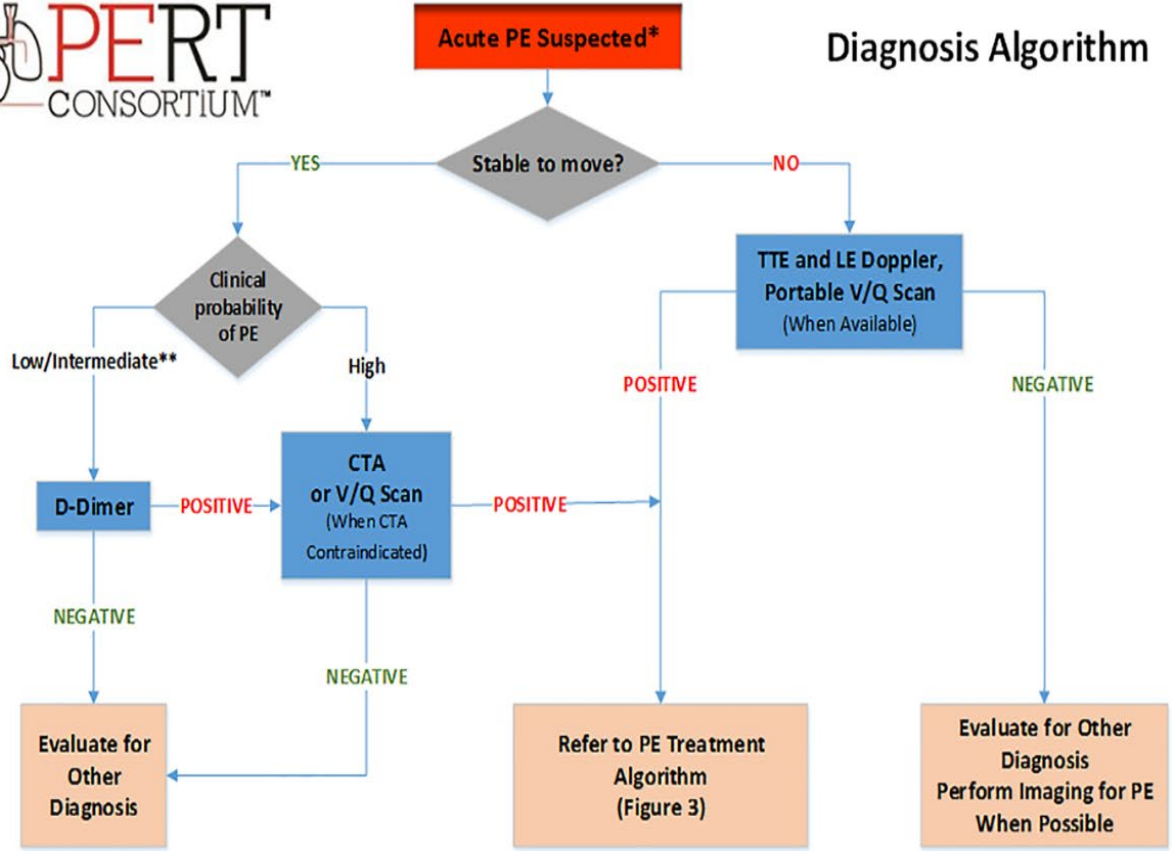 PERT
CONSORTIUM™
Diagnosis Algorithm
Acute PE Suspected*
Stable to move?
YES
NO
Clinical
probability
of PE
TTE and LE Doppler,
Portable V/Q Scan
(When Available)
Low/Intermediate**
High
POSITIVE
NEGATIVE
CTA
or V/Q Scan
(When CTA
Contraindicated)
D-Dimer
POSITIVE
POSITIVE
NEGATIVE
NEGATIVE
Evaluate for
Other
Diagnosis
Refer to PE Treatment
Algorithm
(Figure 3)
Evaluate for Other
Diagnosis
Perform Imaging for PE
When Possible